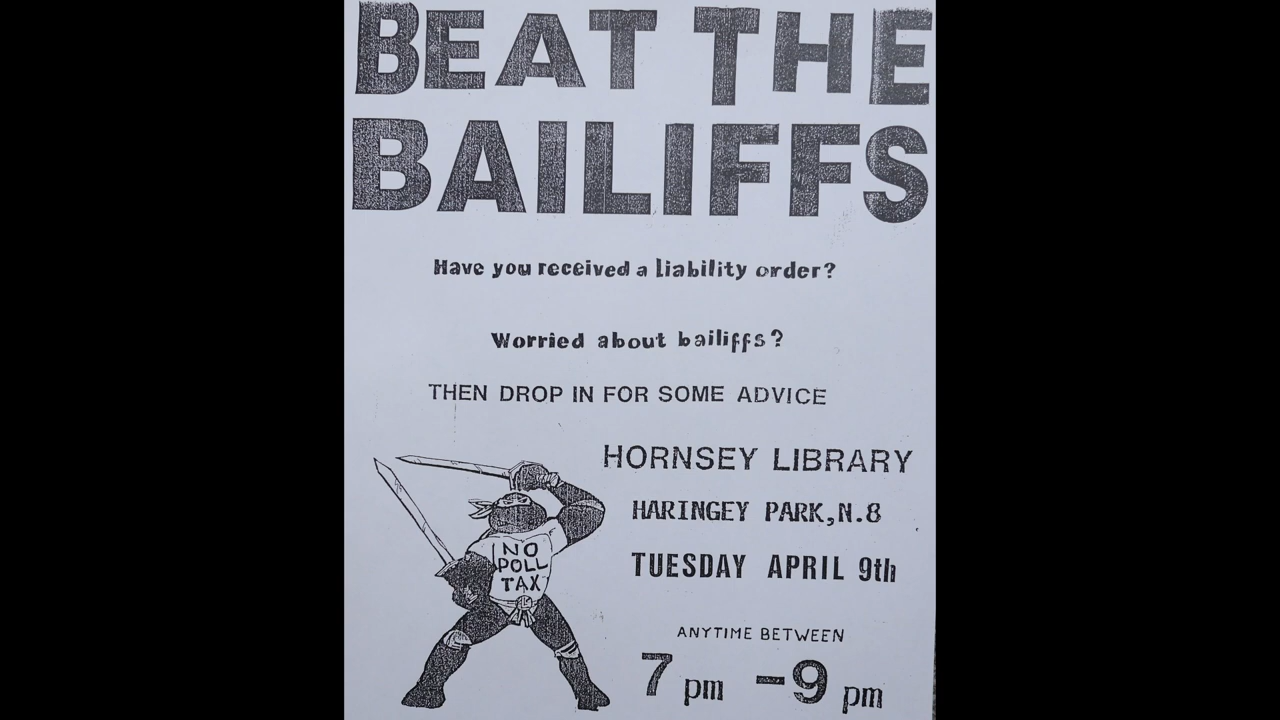 BEAT THE
BAILIFFS
Have you received a liability order?
Worried about bailiffs?
THEN DROP IN FOR SOME ADVICE
HORNSEY LIBRARY
HARINGEY PARK, N.8
TUESDAY APRIL 9th
NO
POLL
TAX
ANYTIME BETWEEN
7 pm -9 pm